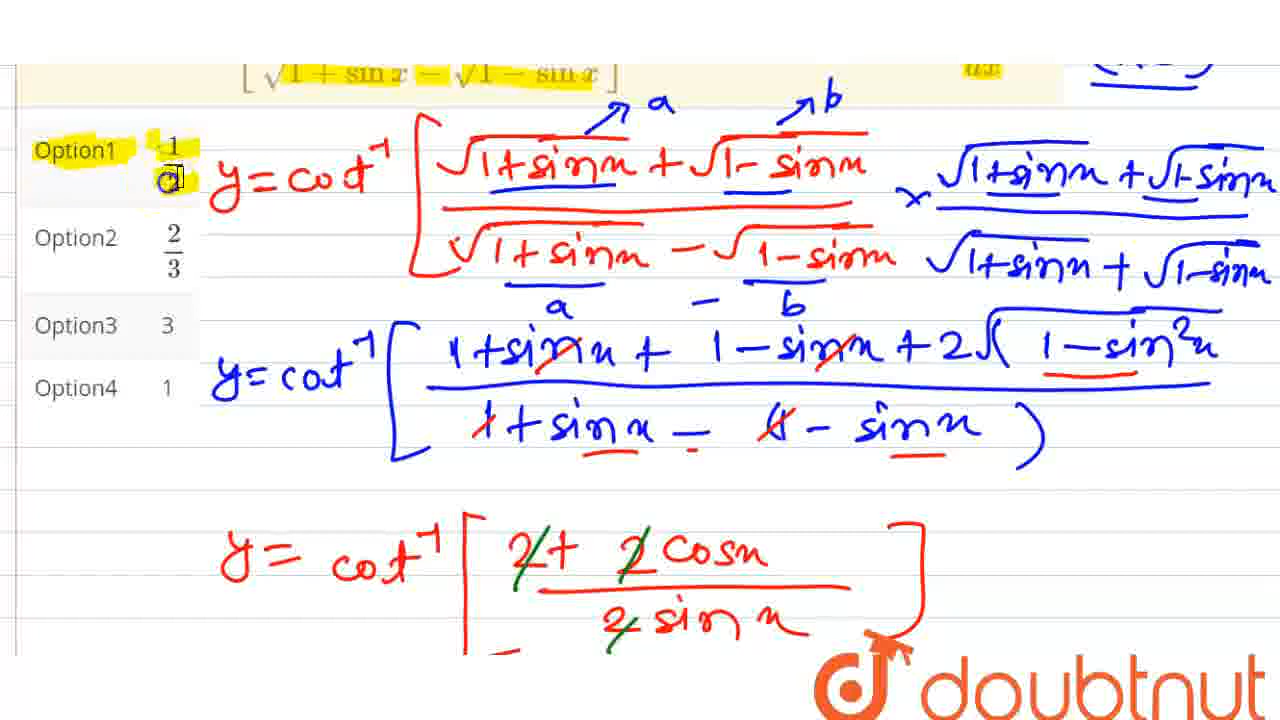 [ √1 + sin x − √1 − sin x ]
dx
Option1 1/2
Option2 2/3
Option3 3
Option4 1
a b
y = cot⁻¹ [ (√1+sinx + √1-sinx) / (√1+sinx - √1-sinx) × (√1+sinx + √1-sinx) / (√1+sinx + √1-sinx)
a - b
y = cot⁻¹ [ (1+sinx + 1-sinx + 2√(1-sin²x) / (1+sinx - 1 - sinx )
y = cot⁻¹ [ (2 + 2cosx) / (2 sinx) ]
doubtnut